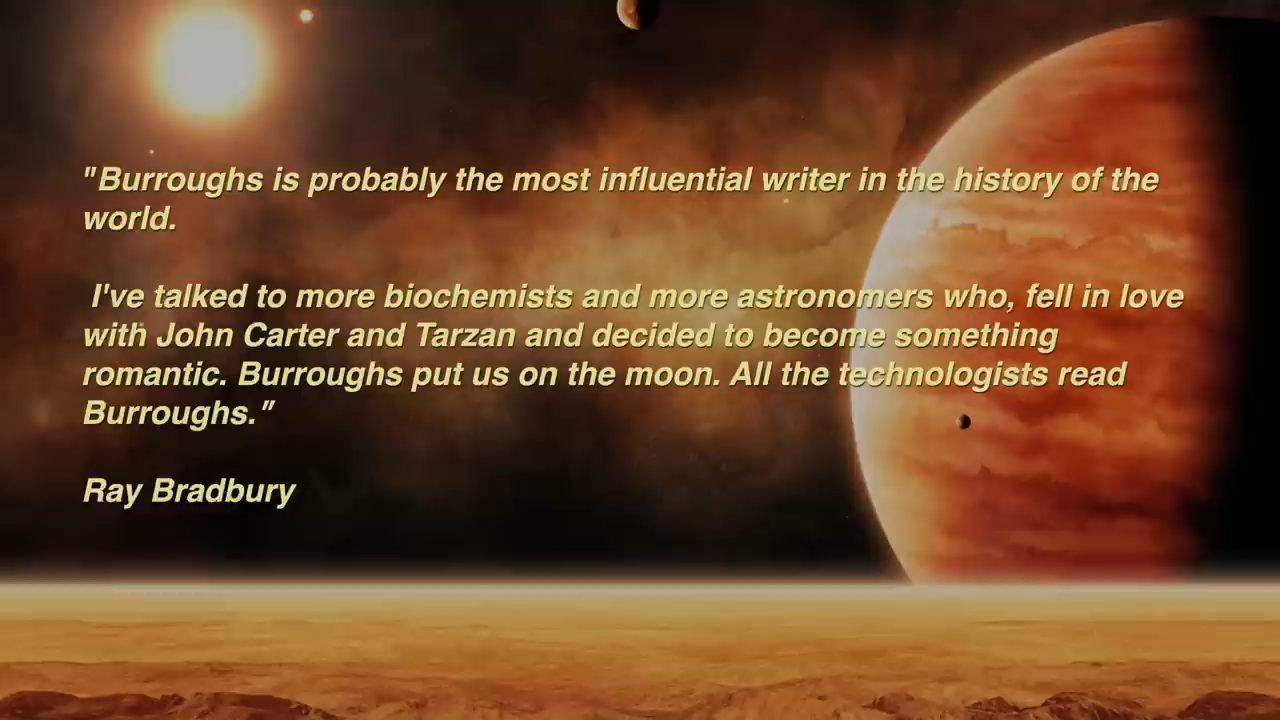 "Burroughs is probably the most influential writer in the history of the
world.
I've talked to more biochemists and more astronomers who, fell in love
with John Carter and Tarzan and decided to become something
romantic. Burroughs put us on the moon. All the technologists read
Burroughs."
Ray Bradbury